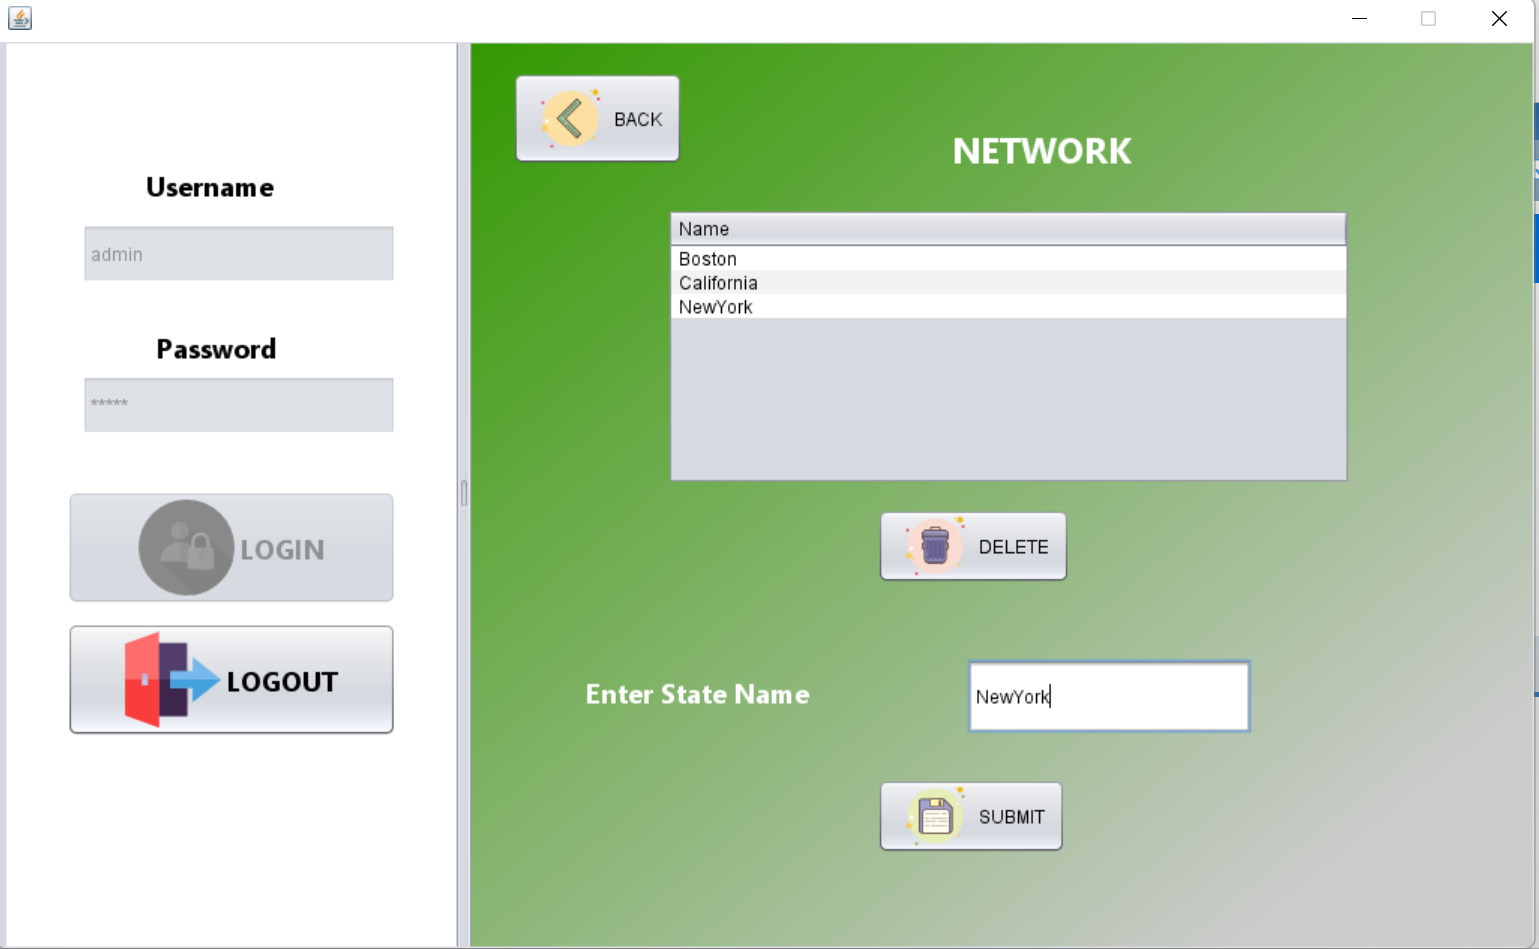 Username
admin
Password
*****
LOGIN
LOGOUT
BACK
NETWORK
Name
Boston
California
NewYork
DELETE
Enter State Name
NewYork
SUBMIT